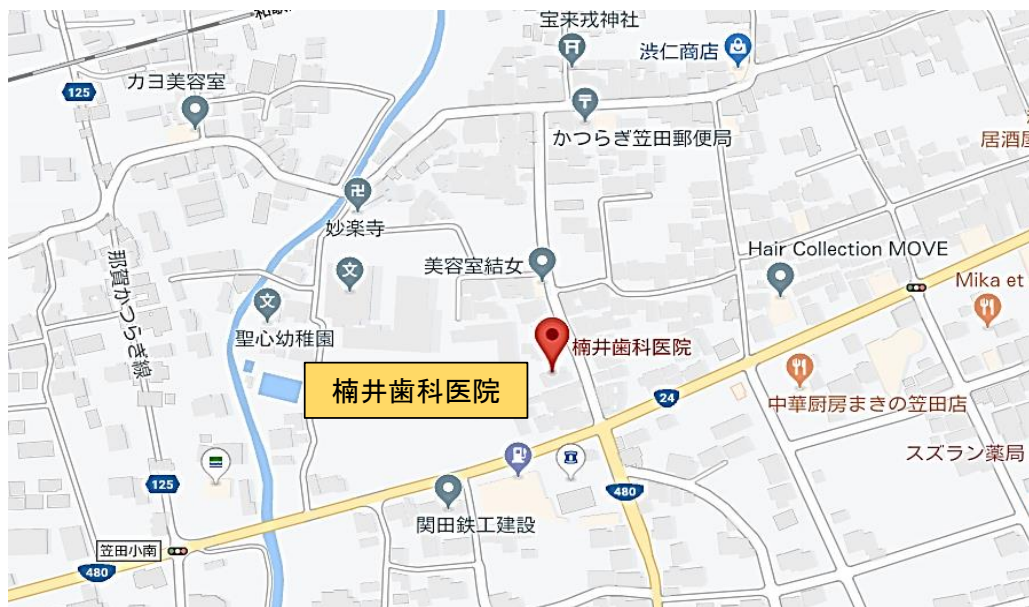 宝来戎神社
渋仁商店
カヨ美容室
125
かつらぎ笠田郵便局
妙楽寺
文
美容室結女
Hair Collection MOVE
那賀かつらぎ線
文
聖心幼稚園
Mika et
楠井歯科医院
楠井歯科医院
24
中華厨房まきの笠田店
スズラン薬局
125
480
関田鉄工建設
笠田小南
480